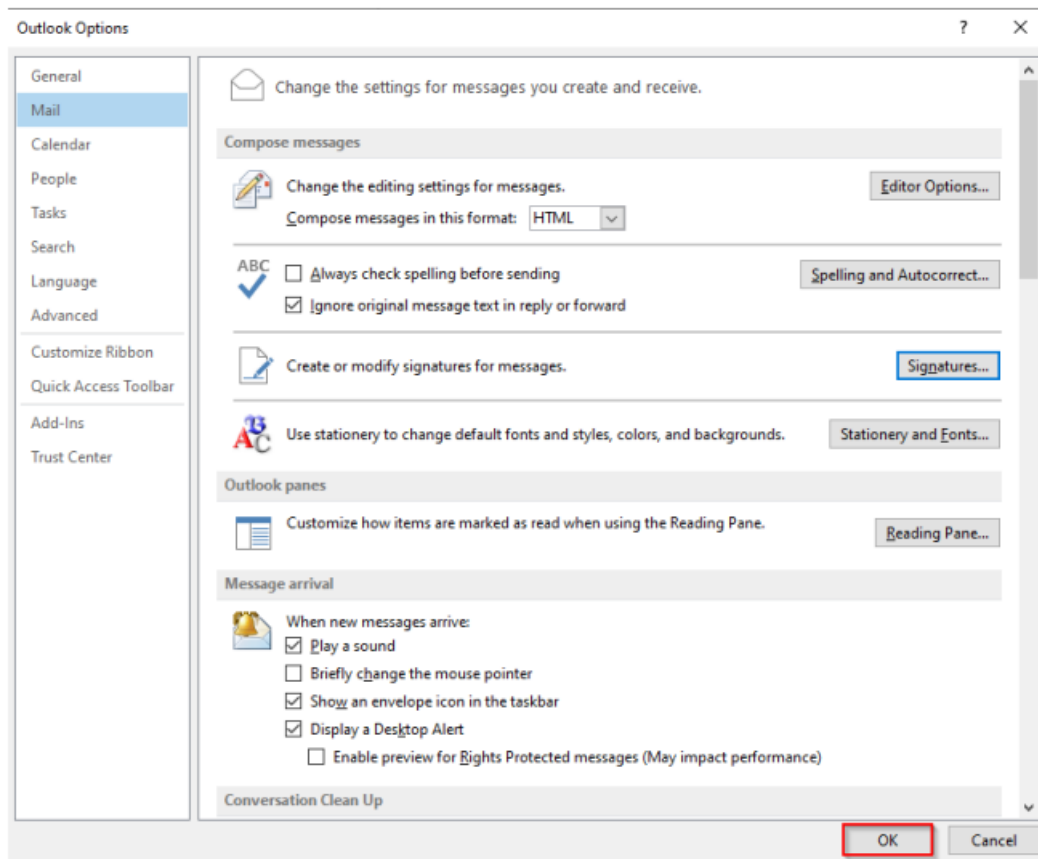 Outlook Options
?
General
Mail
Calendar
People
Tasks
Search
Language
Advanced
Customize Ribbon
Quick Access Toolbar
Add-Ins
Trust Center
Change the settings for messages you create and receive.
Compose messages
Change the editing settings for messages.
Editor Options...
Compose messages in this format: HTML
ABC
Always check spelling before sending
Spelling and Autocorrect...
Ignore original message text in reply or forward
Create or modify signatures for messages.
Signatures...
Use stationery to change default fonts and styles, colors, and backgrounds.
Stationery and Fonts...
Outlook panes
Customize how items are marked as read when using the Reading Pane.
Reading Pane...
Message arrival
When new messages arrive:
Play a sound
Briefly change the mouse pointer
Show an envelope icon in the taskbar
Display a Desktop Alert
Enable preview for Rights Protected messages (May impact performance)
Conversation Clean Up
OK
Cancel